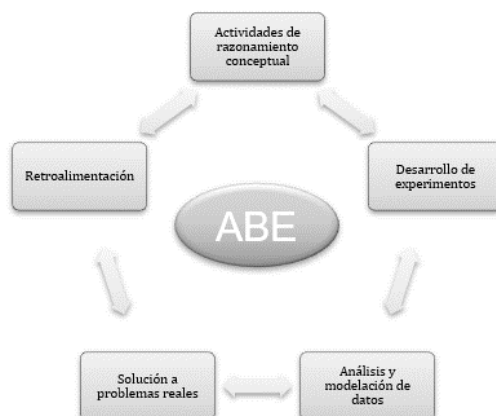 Actividades de
razonamiento
conceptual
Retroalimentación
Desarrollo de
experimentos
ABE
Solución a
problemas reales
Análisis y
modelación de
datos